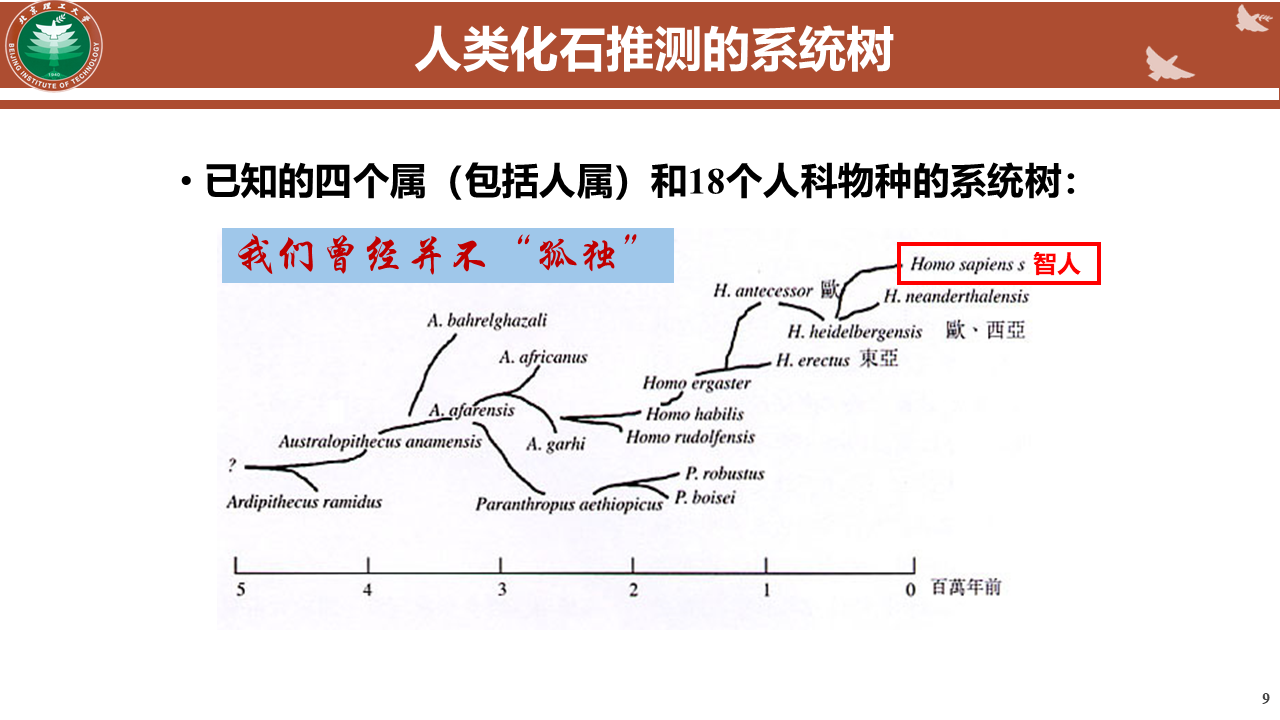 北京理工大学
BEIJING INSTITUTE OF TECHNOLOGY
1940
人类化石推测的系统树
• 已知的四个属（包括人属）和18个人科物种的系统树：
我们曾经并不“孤独”
Homo sapiens s 智人
H. antecessor 歐
H. neanderthalensis
A. bahrelghazali
H. heidelbergensis 歐、西亞
A. africanus
H. erectus 東亞
Homo ergaster
A. afarensis
Homo habilis
Australopithecus anamensis
A. garhi
Homo rudolfensis
?
P. robustus
Ardipithecus ramidus
Paranthropus aethiopicus
P. boisei
5 4 3 2 1 0 百萬年前
9